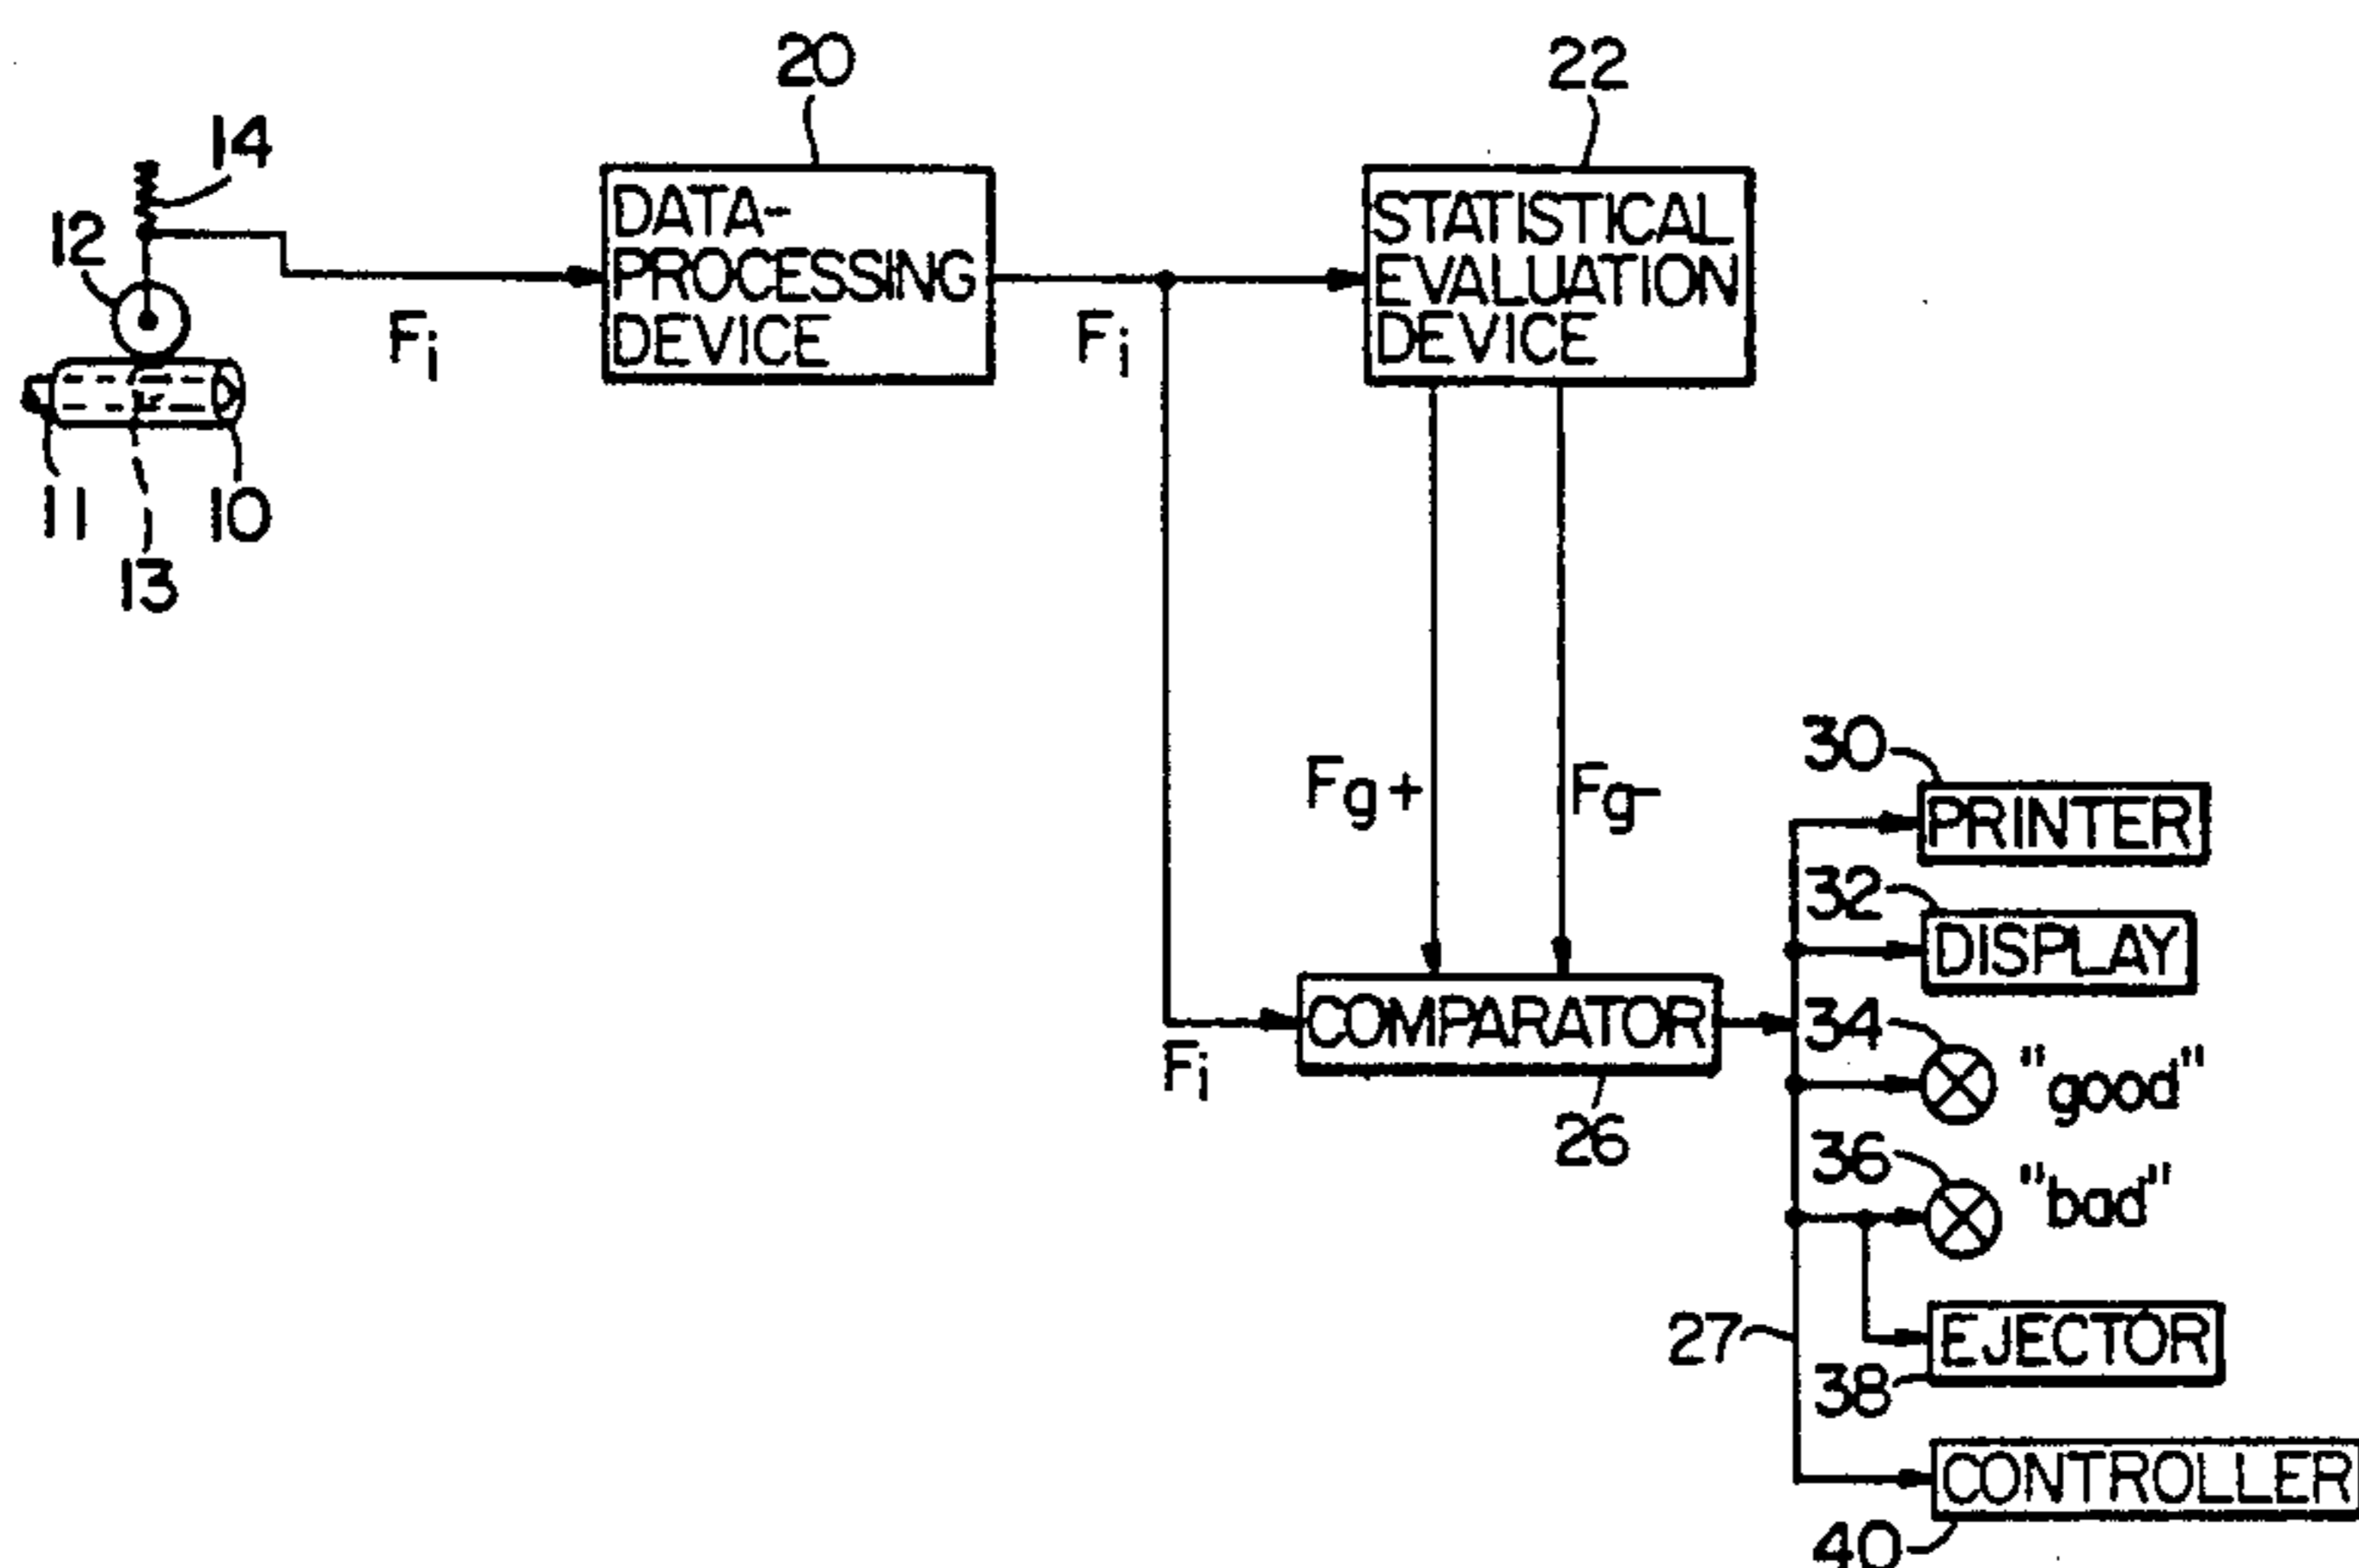 20
22
14
12
DATA-
PROCESSING
DEVICE
STATISTICAL
EVALUATION
DEVICE
Fi
Fi
11
10
13
30
Fg+
Fg-
PRINTER
32
DISPLAY
COMPARATOR
34
"good"
Fi
26
36
"bad"
27
EJECTOR
38
CONTROLLER
40